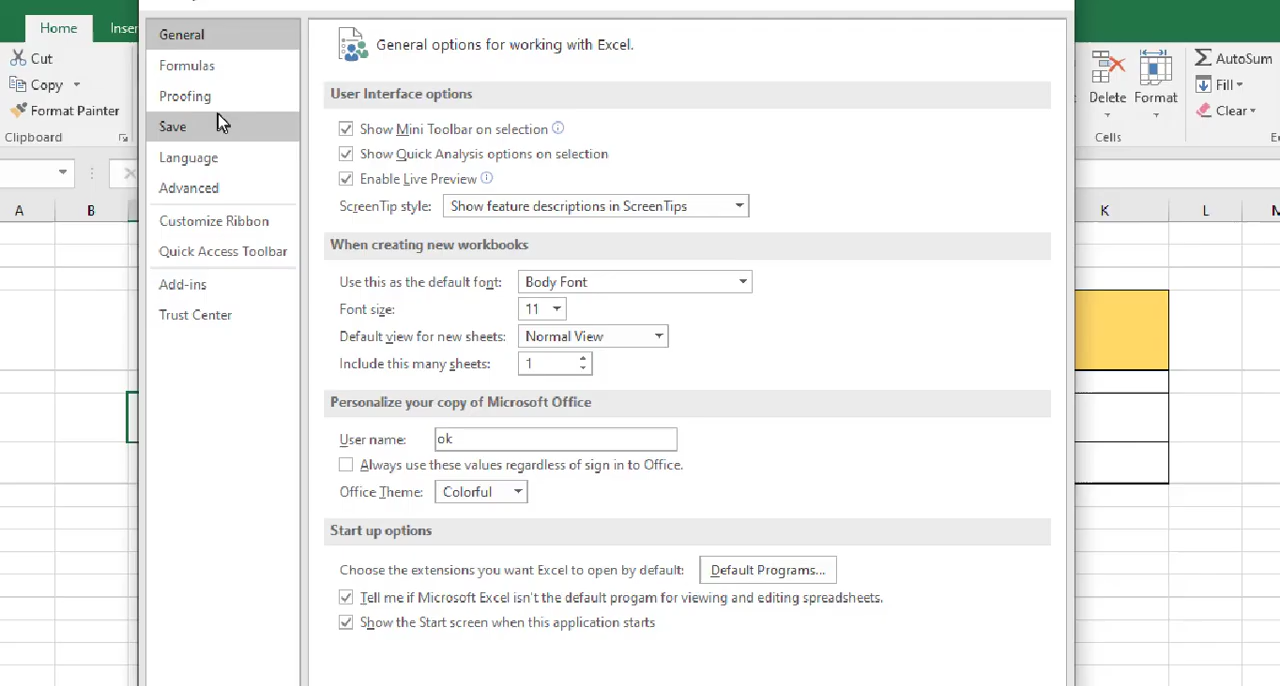 Home Inser
Cut
Copy
Format Painter
Clipboard
A B
General
Formulas
Proofing
Save
Language
Advanced
Customize Ribbon
Quick Access Toolbar
Add-ins
Trust Center
General options for working with Excel.
User Interface options
Show Mini Toolbar on selection
Show Quick Analysis options on selection
Enable Live Preview
ScreenTip style: Show feature descriptions in ScreenTips
When creating new workbooks
Use this as the default font: Body Font
Font size: 11
Default view for new sheets: Normal View
Include this many sheets: 1
Personalize your copy of Microsoft Office
User name: ok
Always use these values regardless of sign in to Office.
Office Theme: Colorful
Start up options
Choose the extensions you want Excel to open by default: Default Programs...
Tell me if Microsoft Excel isn't the default progam for viewing and editing spreadsheets.
Show the Start screen when this application starts
Delete Format
Cells
AutoSum
Fill
Clear
K L